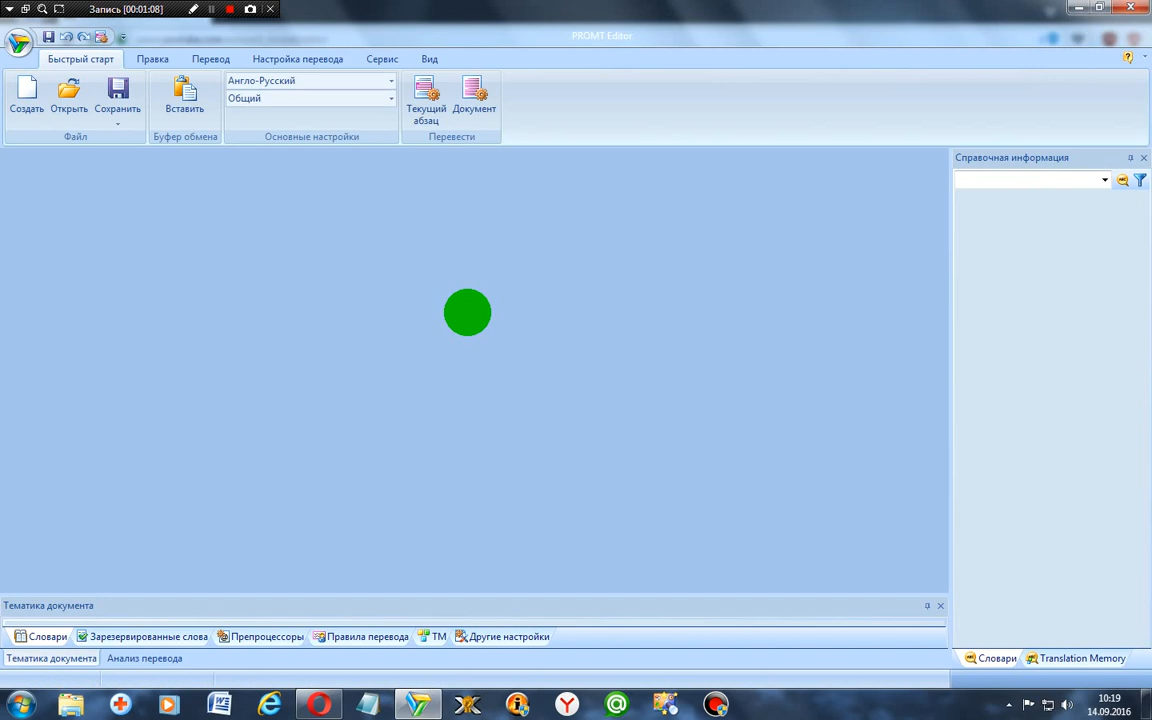 Запись [00:01:08]
PROMT Editor
Быстрый старт Правка Перевод Настройка перевода Сервис Вид
Создать Открыть Сохранить Вставить
Англо-Русский
Общий
Текущий абзац Документ
Файл Буфер обмена Основные настройки Перевести
Справочная информация
Тематика документа
Словари Зарезервированные слова Препроцессоры Правила перевода ТМ Другие настройки
Тематика документа Анализ перевода
Словари Translation Memory
10:19
14.09.2016